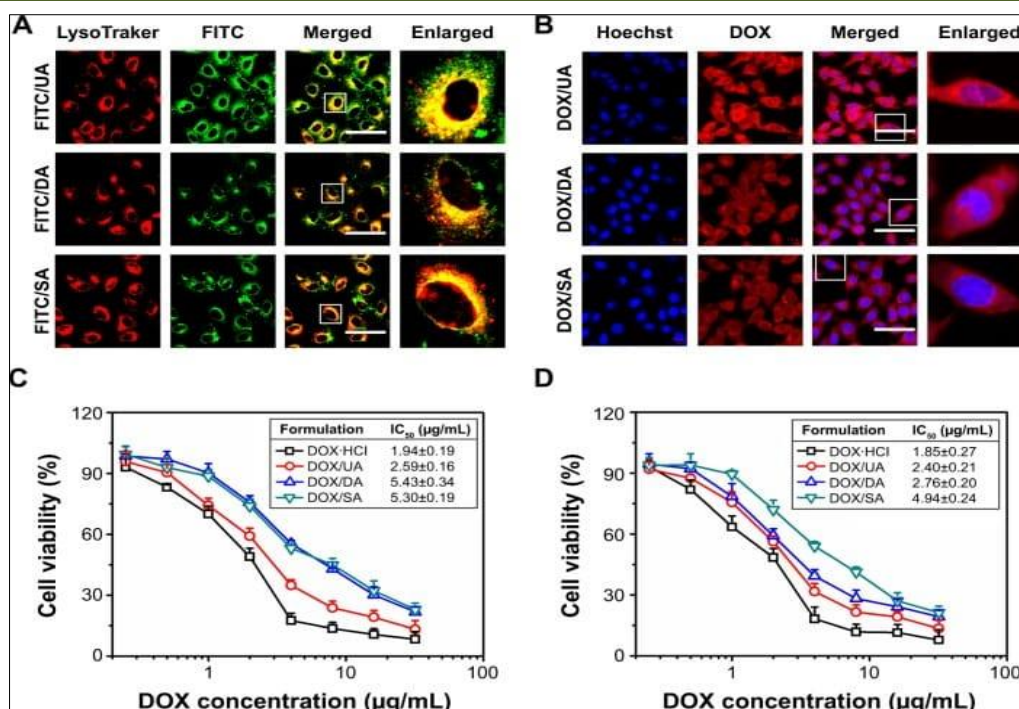 A
LysoTraker FITC Merged Enlarged
FITC/UA
FITC/DA
FITC/SA
B
Hoechst DOX Merged Enlarged
DOX/UA
DOX/DA
DOX/SA
C
120
90
60
30
0
Cell viability (%)
Formulation IC50 (μg/mL)
DOX·HCl 1.94±0.19
DOX/UA 2.59±0.16
DOX/DA 5.43±0.34
DOX/SA 5.30±0.19
1 10 100
DOX concentration (μg/mL)
D
120
90
60
30
0
Cell viability (%)
Formulation IC50 (μg/mL)
DOX·HCl 1.85±0.27
DOX/UA 2.40±0.21
DOX/DA 2.76±0.20
DOX/SA 4.94±0.24
1 10 100
DOX concentration (μg/mL)